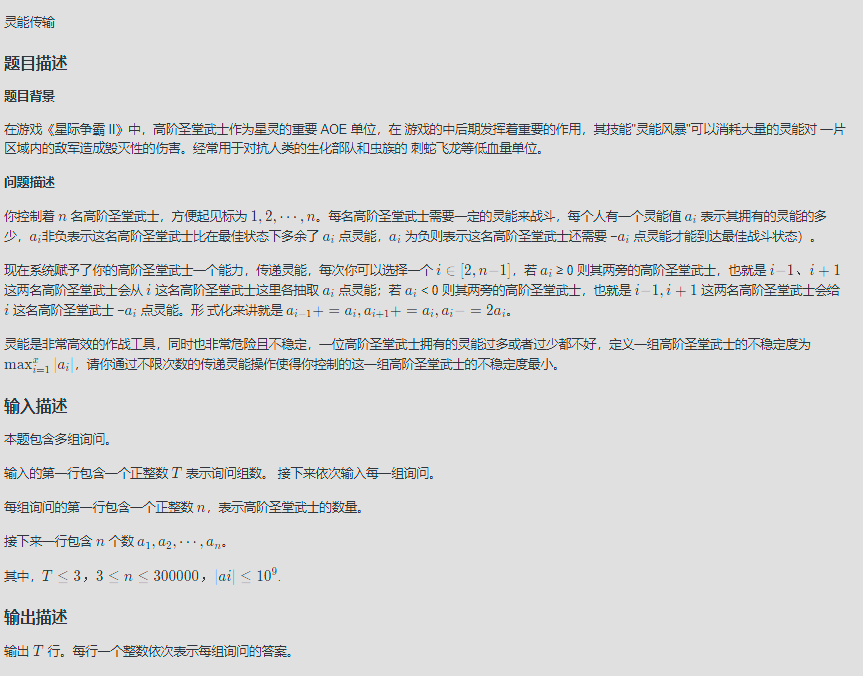 灵能传输
题目描述
题目背景
在游戏《星际争霸 II》中，高阶圣堂武士作为星灵的重要 AOE 单位，在 游戏的中后期发挥着重要的作用，其技能"灵能风暴"可以消耗大量的灵能对 一片
区域内的敌军造成毁灭性的伤害。经常用于对抗人类的生化部队和虫族的 刺蛇飞龙等低血量单位。
问题描述
你控制着 n 名高阶圣堂武士，方便起见标为 1, 2, ⋯, n。每名高阶圣堂武士需要一定的灵能来战斗，每个人有一个灵能值 a_i 表示其拥有的灵能的多
少，a_i非负表示这名高阶圣堂武士比在最佳状态下多余了 a_i 点灵能，a_i 为负则表示这名高阶圣堂武士还需要 -a_i 点灵能才能到达最佳战斗状态）。
现在系统赋予了你的高阶圣堂武士一个能力，传递灵能，每次你可以选择一个 i ∈ [2, n−1]，若 a_i ≥ 0 则其两旁的高阶圣堂武士，也就是 i−1、i + 1
这两名高阶圣堂武士会从 i 这名高阶圣堂武士这里各抽取 a_i 点灵能；若 a_i < 0 则其两旁的高阶圣堂武士，也就是 i−1, i + 1 这两名高阶圣堂武士会给
i 这名高阶圣堂武士 −a_i 点灵能。形 式化来讲就是 a_{i−1}+ = a_i, a_{i+1}+ = a_i, a_i− = 2a_i。
灵能是非常高效的作战工具，同时也非常危险且不稳定，一位高阶圣堂武士拥有的灵能过多或者过少都不好，定义一组高阶圣堂武士的不稳定度为
max_{i=1}^{x} |a_i|，请你通过不限次数的传递灵能操作使得你控制的这一组高阶圣堂武士的不稳定度最小。
输入描述
本题包含多组询问。
输入的第一行包含一个正整数 T 表示询问组数。 接下来依次输入每一组询问。
每组询问的第一行包含一个正整数 n，表示高阶圣堂武士的数量。
接下来一行包含 n 个数 a_1, a_2, ⋯, a_n。
其中，T ≤ 3，3 ≤ n ≤ 300000，|ai| ≤ 10^9.
输出描述
输出 T 行。每行一个整数依次表示每组询问的答案。